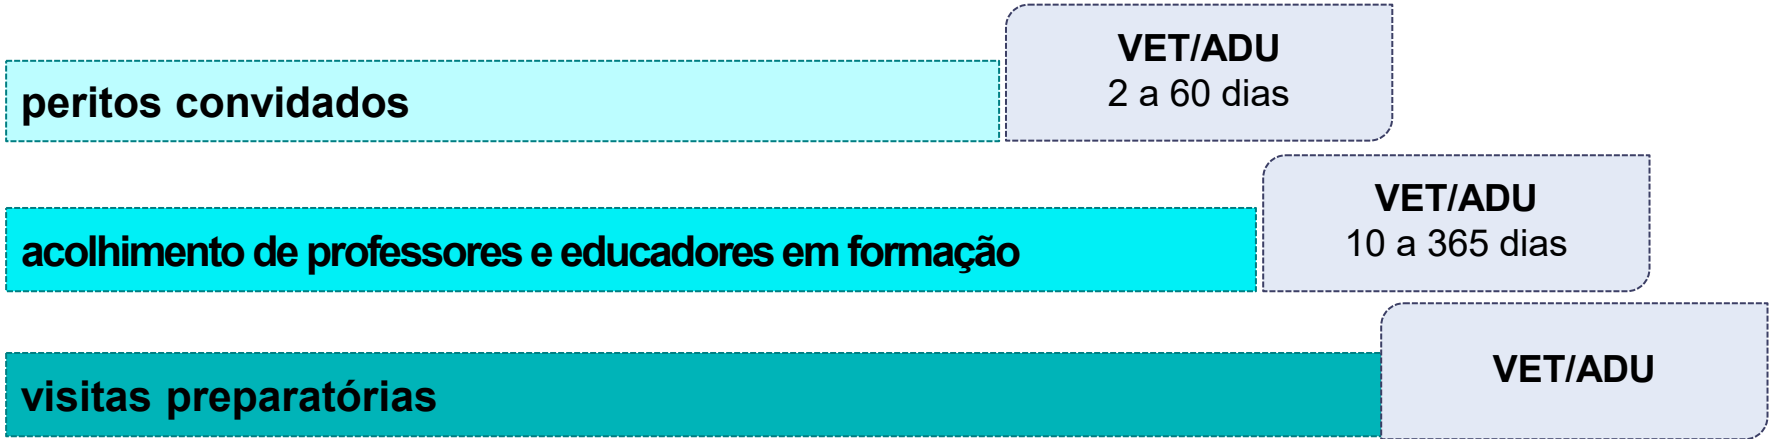 peritos convidados
VET/ADU
2 a 60 dias
acolhimento de professores e educadores em formação
VET/ADU
10 a 365 dias
visitas preparatórias
VET/ADU